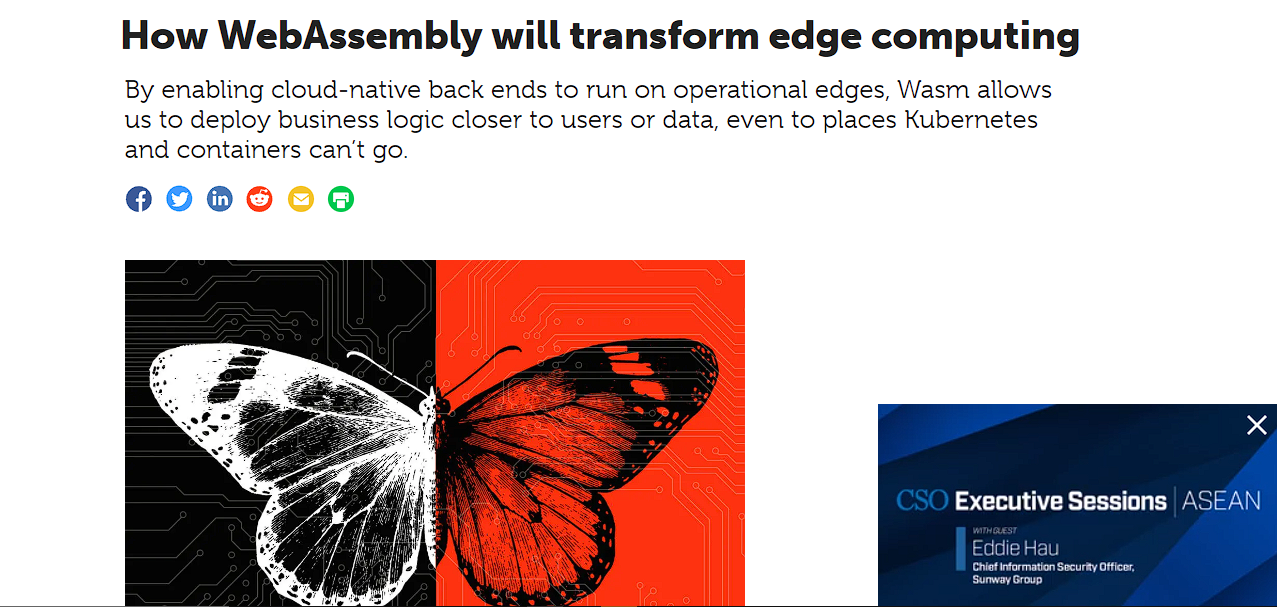 How WebAssembly will transform edge computing
By enabling cloud-native back ends to run on operational edges, Wasm allows
us to deploy business logic closer to users or data, even to places Kubernetes
and containers can’t go.
CSO Executive Sessions | ASEAN
WITH GUEST
Eddie Hau
Chief Information Security Officer,
Sunway Group